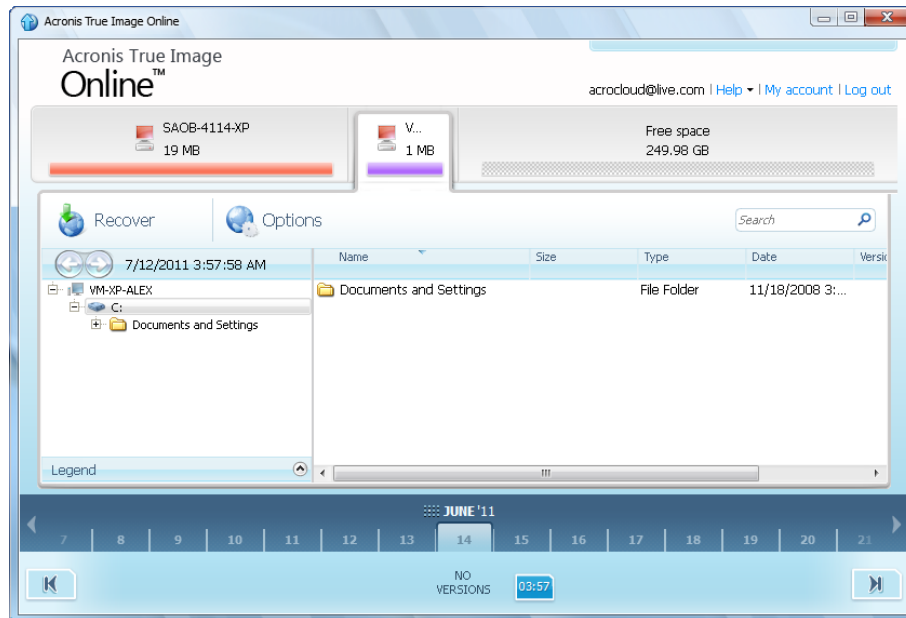 Acronis True Image Online
Acronis True Image
Online™
acrocloud@live.com | Help | My account | Log out
SAOB-4114-XP
19 MB
V...
1 MB
Free space
249.98 GB
Recover
Options
Search
7/12/2011 3:57:58 AM
Name Size Type Date Versic
VM-XP-ALEX
C:
Documents and Settings
Documents and Settings File Folder 11/18/2008 3:...
Legend
JUNE '11
7 8 9 10 11 12 13 14 15 16 17 18 19 20 21
NO
VERSIONS
03:57